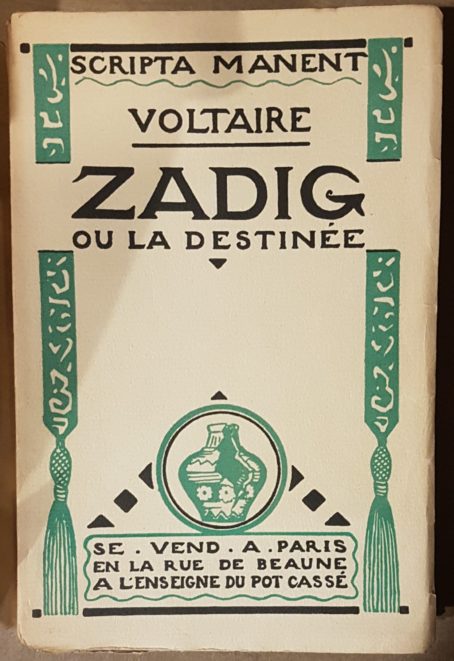 SCRIPTA MANENT
VOLTAIRE
ZADIG
OU LA DESTINÉE
SE . VEND . A . PARIS
EN LA RUE DE BEAUNE
A L'ENSEIGNE DU POT CASSÉ